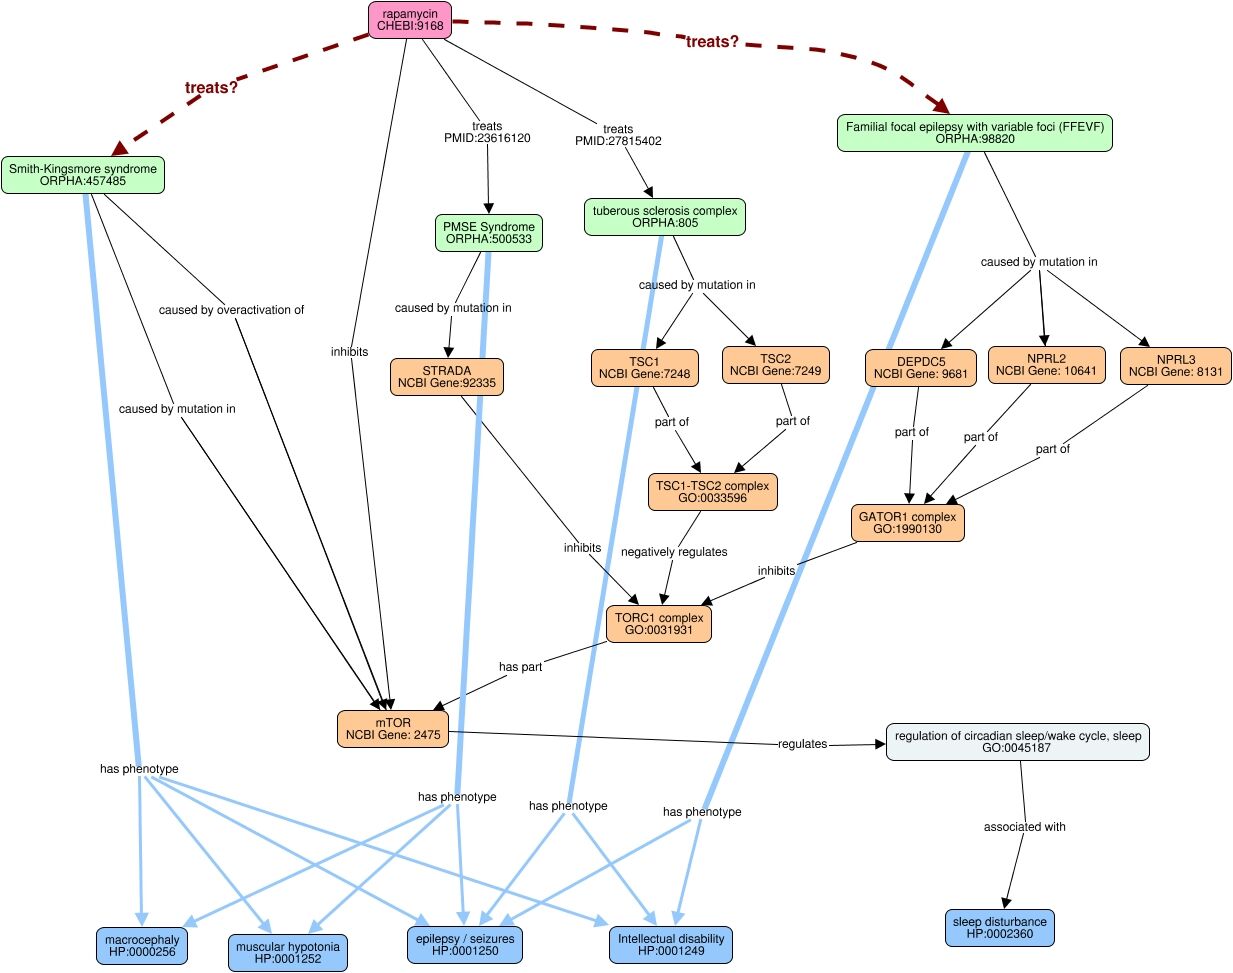 rapamycin
CHEBI:9168
treats?
treats?
treats
PMID:23616120
treats
PMID:27815402
Familial focal epilepsy with variable foci (FFEVF)
ORPHA:98820
Smith-Kingsmore syndrome
ORPHA:457485
PMSE Syndrome
ORPHA:500533
tuberous sclerosis complex
ORPHA:805
caused by mutation in
caused by mutation in
caused by overactivation of
caused by mutation in
inhibits
STRADA
NCBI Gene:92335
TSC1
NCBI Gene:7248
TSC2
NCBI Gene:7249
DEPDC5
NCBI Gene: 9681
NPRL2
NCBI Gene: 10641
NPRL3
NCBI Gene: 8131
caused by mutation in
part of
part of
part of
part of
part of
TSC1-TSC2 complex
GO:0033596
GATOR1 complex
GO:1990130
inhibits
negatively regulates
inhibits
TORC1 complex
GO:0031931
has part
mTOR
NCBI Gene: 2475
regulates
regulation of circadian sleep/wake cycle, sleep
GO:0045187
has phenotype
has phenotype
has phenotype
has phenotype
associated with
macrocephaly
HP:0000256
muscular hypotonia
HP:0001252
epilepsy / seizures
HP:0001250
Intellectual disability
HP:0001249
sleep disturbance
HP:0002360